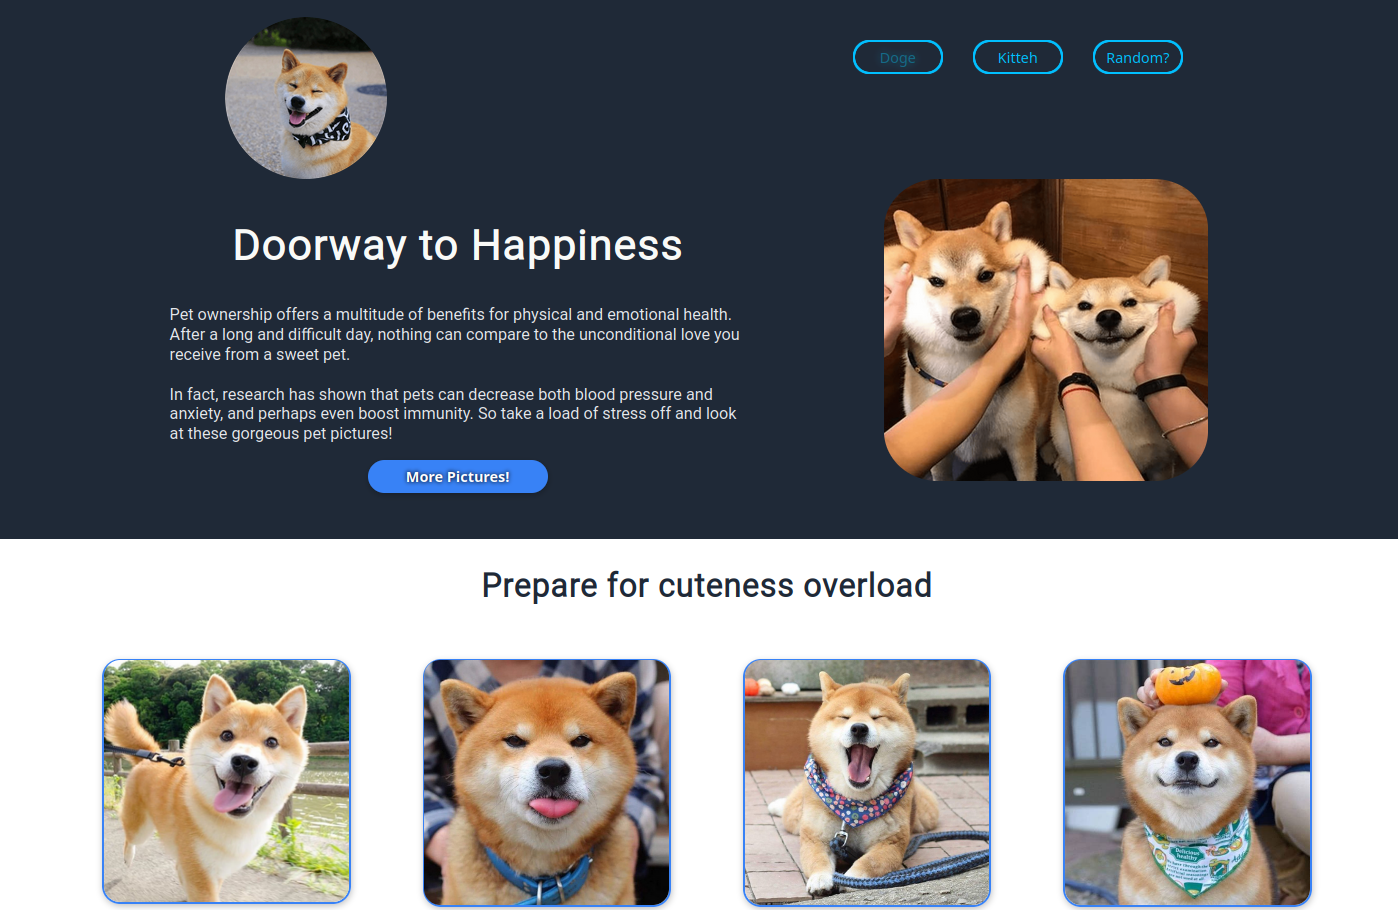 Doge
Kitteh
Random?
Doorway to Happiness
Pet ownership offers a multitude of benefits for physical and emotional health.
After a long and difficult day, nothing can compare to the unconditional love you
receive from a sweet pet.
In fact, research has shown that pets can decrease both blood pressure and
anxiety, and perhaps even boost immunity. So take a load of stress off and look
at these gorgeous pet pictures!
More Pictures!
Prepare for cuteness overload
Delicious
healthy